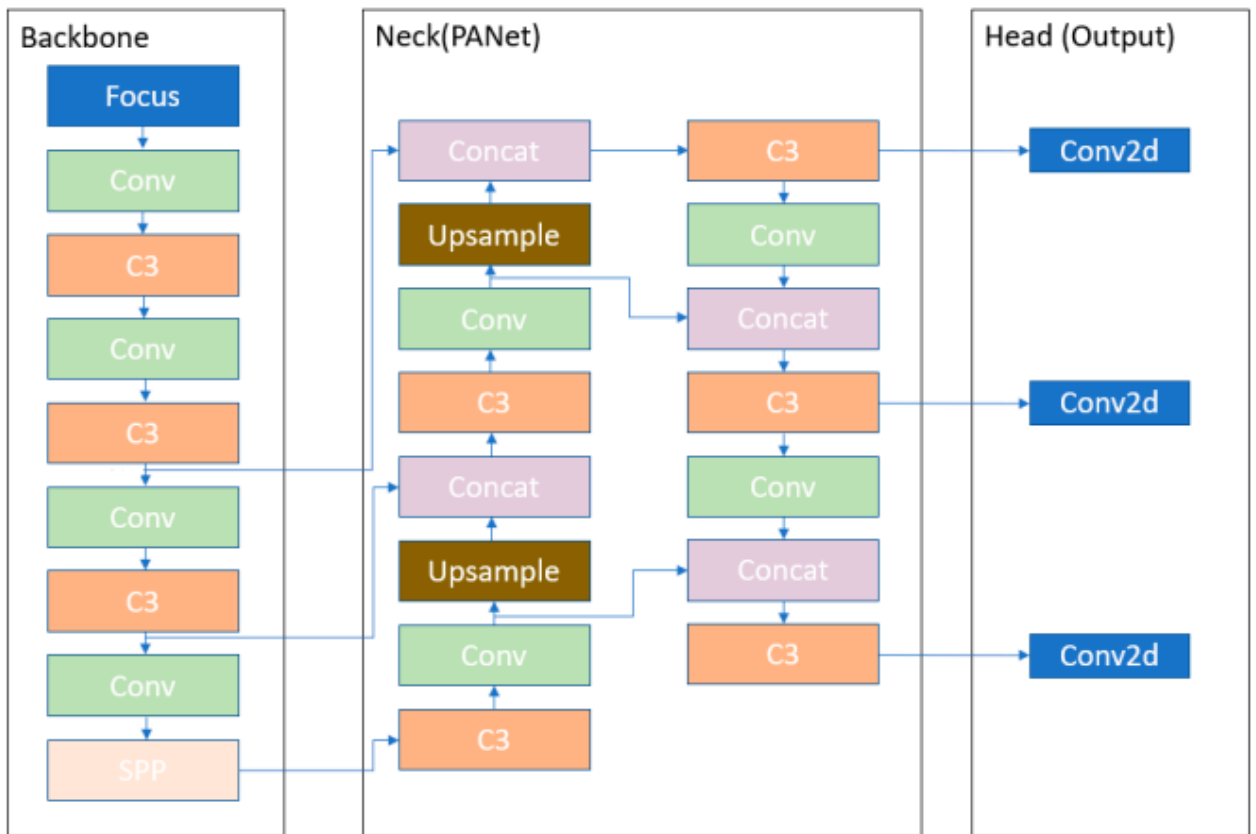 Backbone
Focus
Conv
C3
Conv
C3
Conv
C3
Conv
SPP
Neck(PANet)
Concat
Upsample
Conv
C3
Concat
Upsample
Conv
C3
C3
Conv
Concat
C3
Conv
Concat
C3
Head (Output)
Conv2d
Conv2d
Conv2d